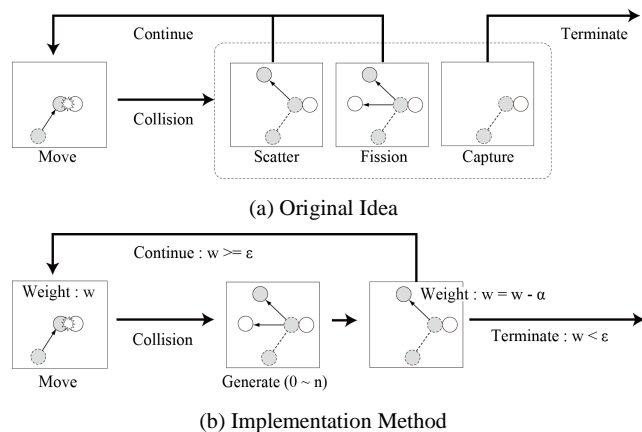 Continue
Terminate
Collision
Move
Scatter
Fission
Capture
(a) Original Idea
Continue : w >= ε
Weight : w
Weight : w = w - α
Collision
Terminate : w < ε
Move
Generate (0 ~ n)
(b) Implementation Method